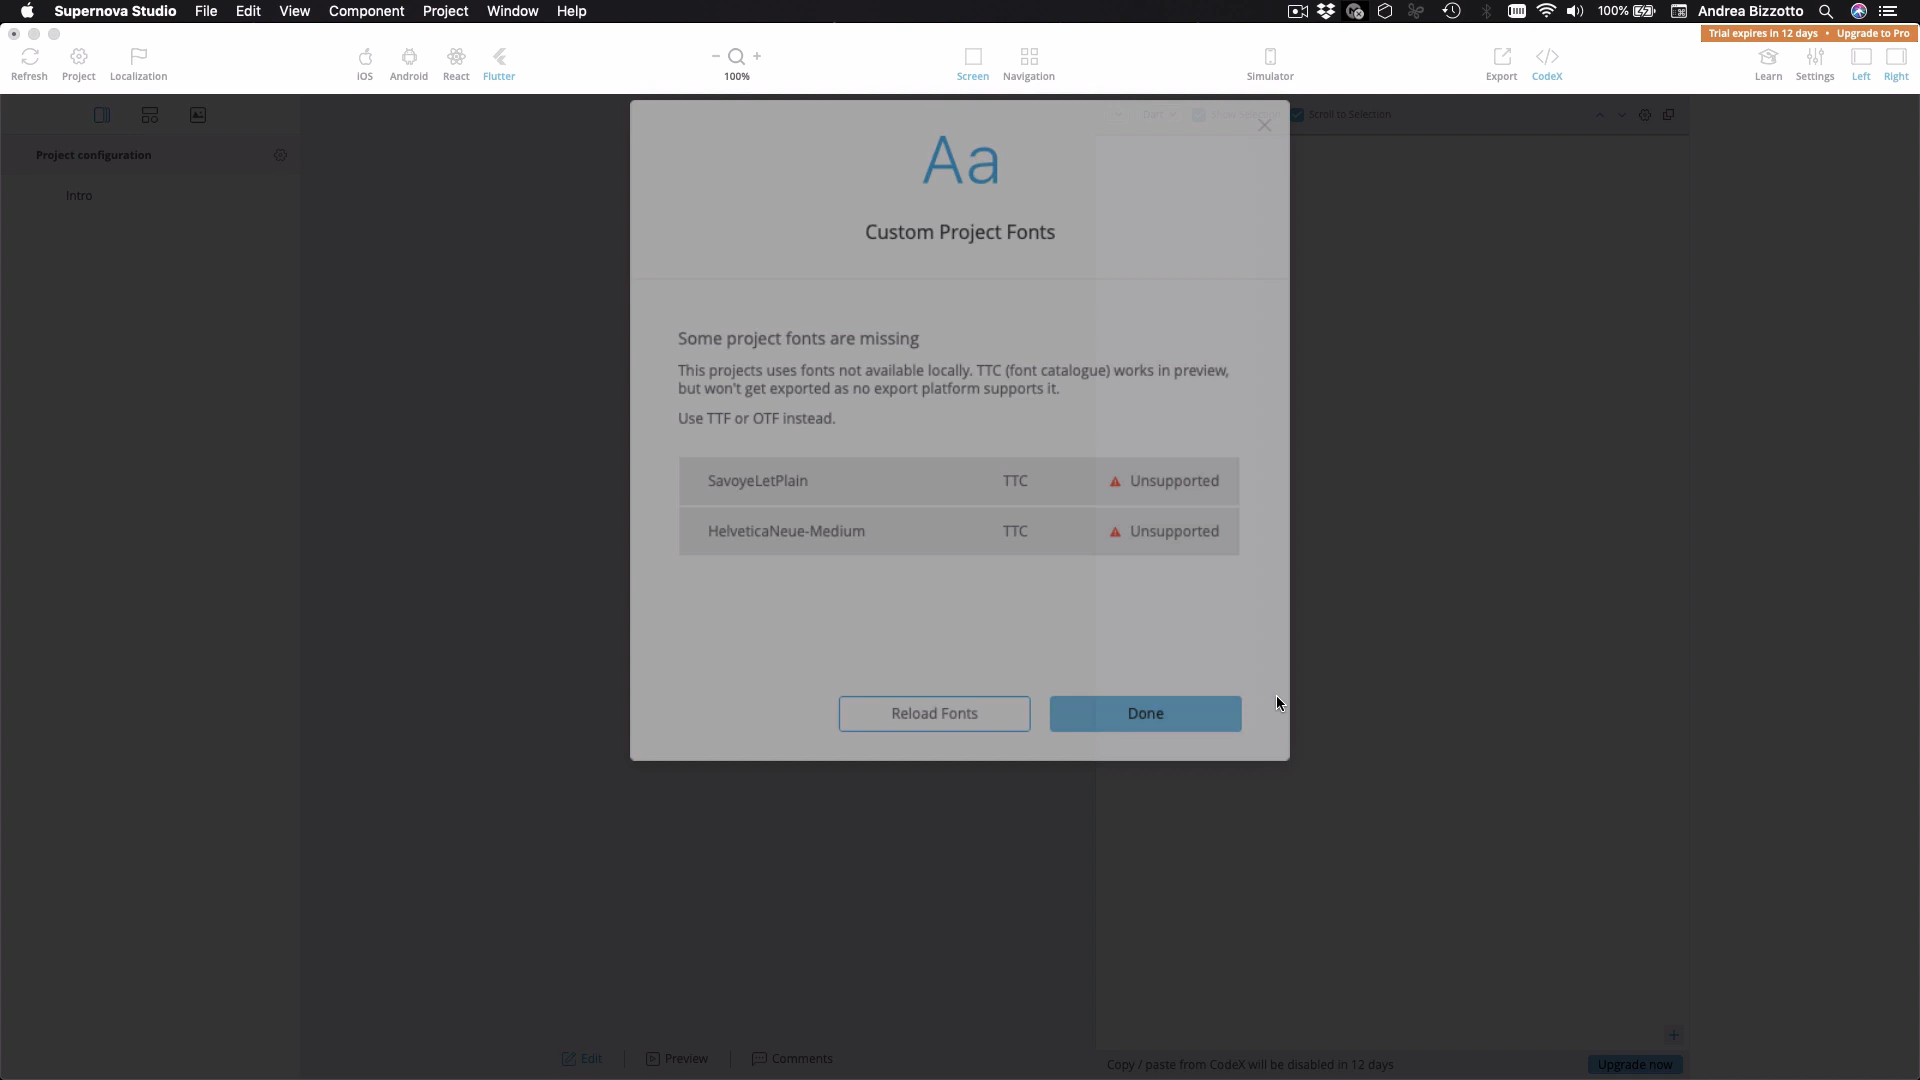 Supernova Studio File Edit View Component Project Window Help 100% Andrea Bizzotto
Trial expires in 12 days • Upgrade to Pro
Refresh Project Localization iOS Android React Flutter 100% Screen Navigation Simulator Export CodeX Learn Settings Left Right
Dart Scroll to Selection
Project configuration
Intro
Aa
Custom Project Fonts
Some project fonts are missing
This projects uses fonts not available locally. TTC (font catalogue) works in preview,
but won't get exported as no export platform supports it.
Use TTF or OTF instead.
SavoyeLetPlain TTC Unsupported
HelveticaNeue-Medium TTC Unsupported
Reload Fonts Done
Edit Preview Comments
Copy / paste from CodeX will be disabled in 12 days Upgrade now